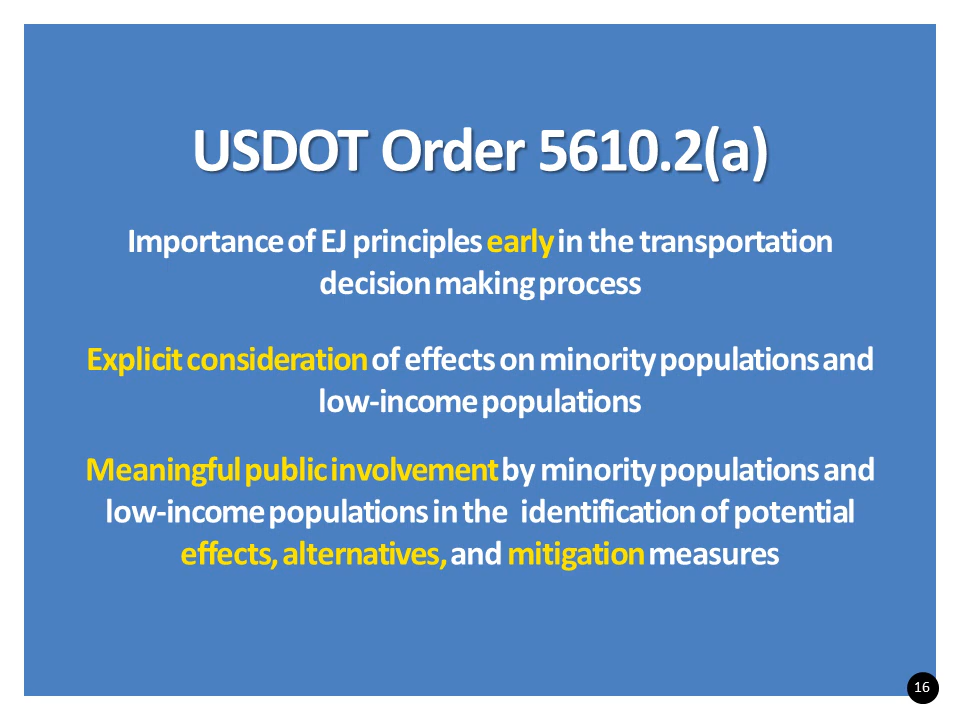 USDOT Order 5610.2(a)
Importance of EJ principles early in the transportation
decision making process
Explicit consideration of effects on minority populations and
low-income populations
Meaningful public involvement by minority populations and
low-income populations in the identification of potential
effects, alternatives, and mitigation measures
16